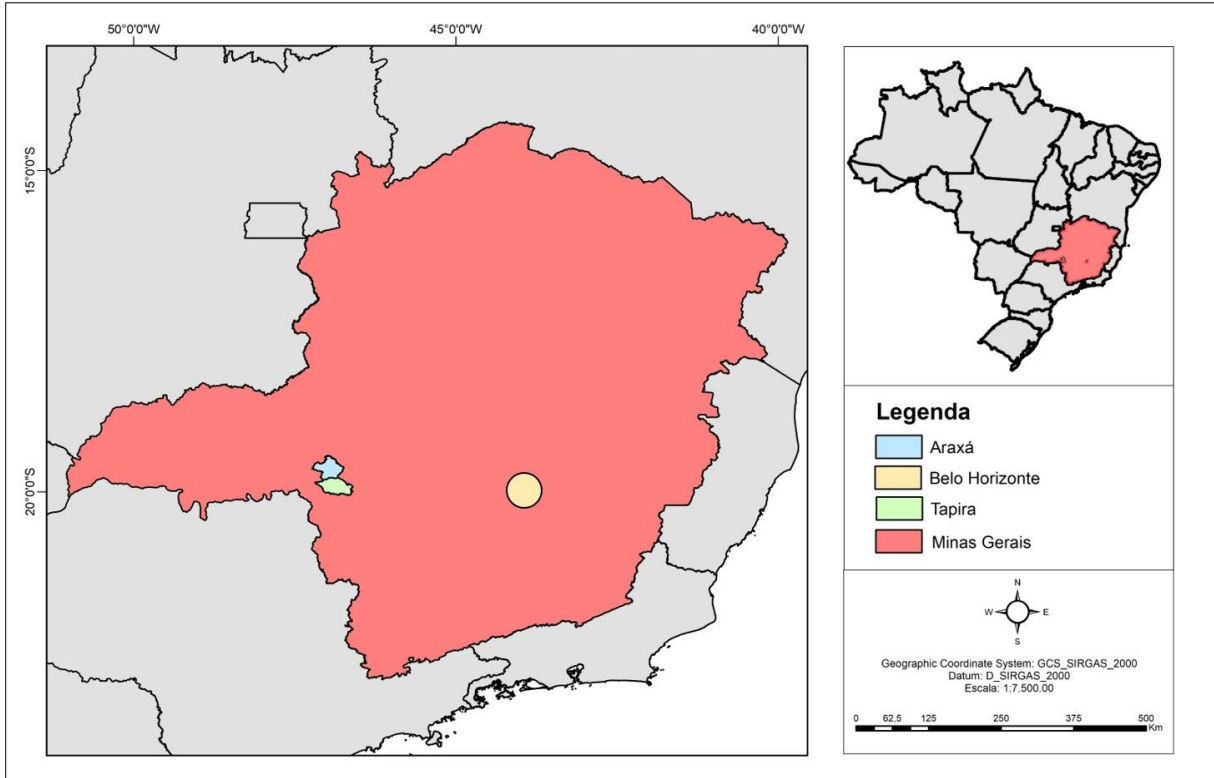 50°0'0"W
45°0'0"W
40°0'0"W
15°0'0"S
20°0'0"S
Legenda
Araxá
Belo Horizonte
Tapira
Minas Gerais
N
W
E
S
Geographic Coordinate System: GCS_SIRGAS_2000
Datum: D_SIRGAS_2000
Escala: 1:7.500.00
0 62,5 125 250 375 500
Km